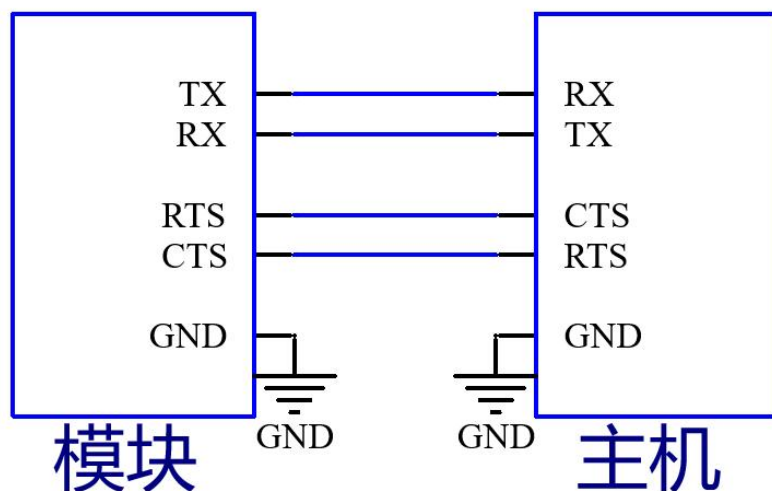 TX RX
RX TX
RTS CTS
CTS RTS
GND GND
GND GND
模块 主机